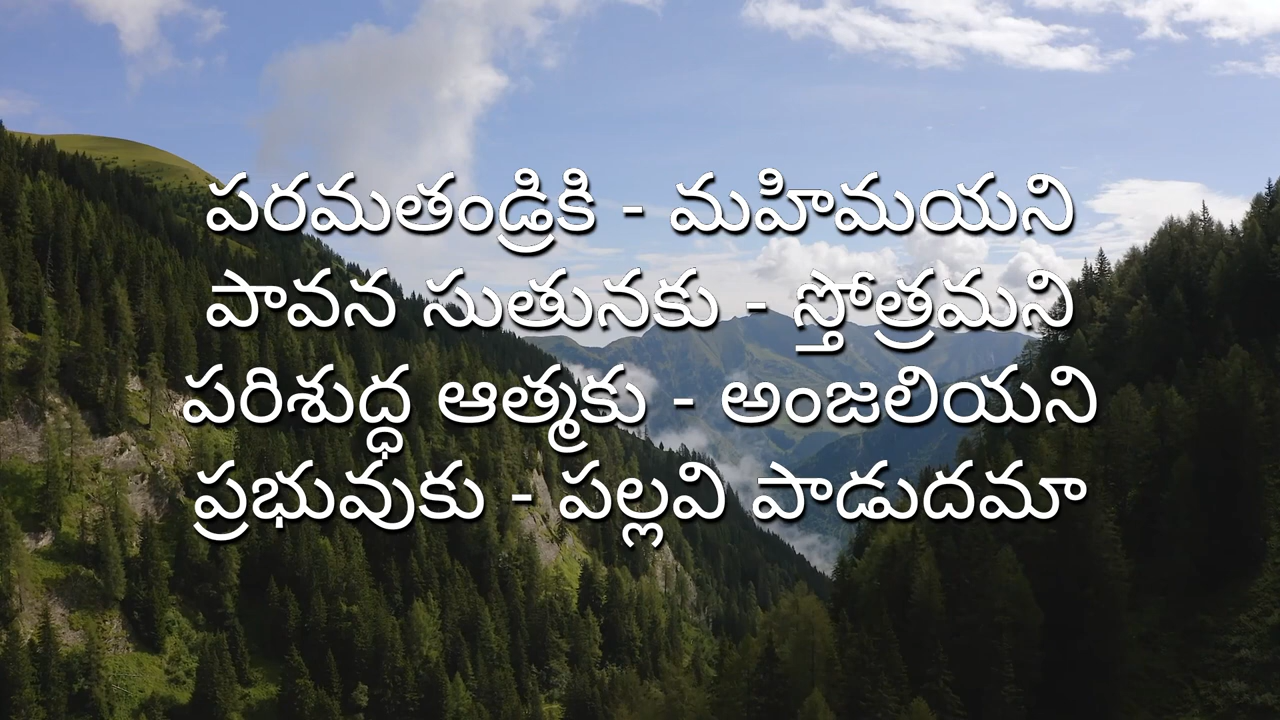 పరమతండ్రికి - మహిమయని
పావన సుతునకు - స్తోత్రమని
పరిశుద్ధ ఆత్మకు - అంజలియని
ప్రభువుకు - పల్లవి పాడుదమా